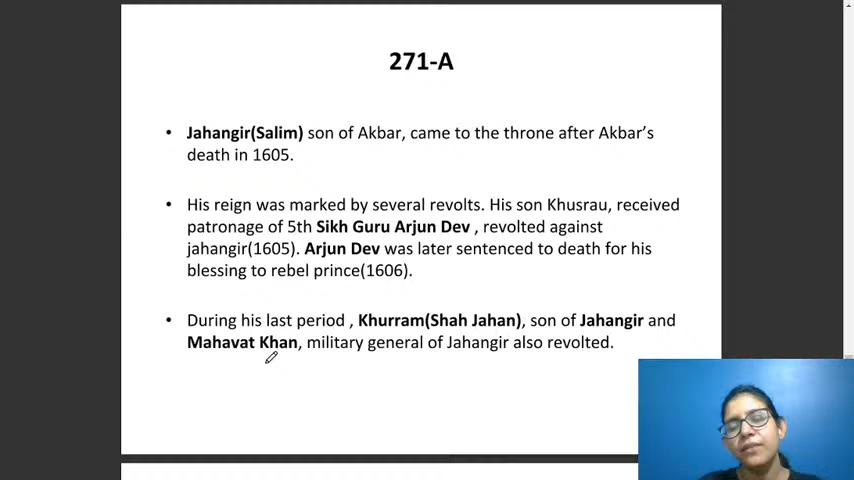 271-A
• Jahangir(Salim) son of Akbar, came to the throne after Akbar's
death in 1605.
• His reign was marked by several revolts. His son Khusrau, received
patronage of 5th Sikh Guru Arjun Dev , revolted against
jahangir(1605). Arjun Dev was later sentenced to death for his
blessing to rebel prince(1606).
• During his last period , Khurram(Shah Jahan), son of Jahangir and
Mahavat Khan, military general of Jahangir also revolted.